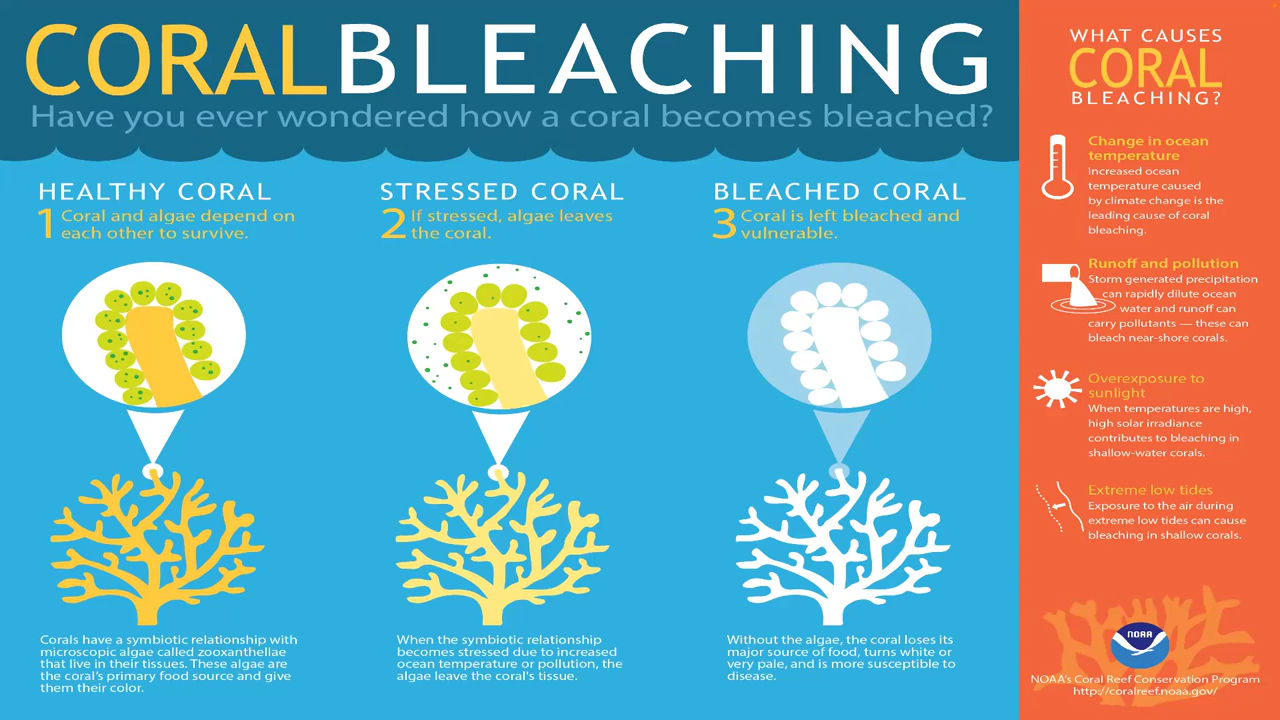 CORAL BLEACHING
Have you ever wondered how a coral becomes bleached?
HEALTHY CORAL
1 Coral and algae depend on
each other to survive.
Corals have a symbiotic relationship with
microscopic algae called zooxanthellae
that live in their tissues. These algae are
the coral's primary food source and give
them their color.
STRESSED CORAL
2 If stressed, algae leaves
the coral.
When the symbiotic relationship
becomes stressed due to increased
ocean temperature or pollution, the
algae leave the coral's tissue.
BLEACHED CORAL
3 Coral is left bleached and
vulnerable.
Without the algae, the coral loses its
major source of food, turns white or
very pale, and is more susceptible to
disease.
WHAT CAUSES
CORAL
BLEACHING?
Change in ocean
temperature
Increased ocean
temperature caused
by climate change is the
leading cause of coral
bleaching.
Runoff and pollution
Storm generated precipitation
can rapidly dilute ocean
water and runoff can
carry pollutants — these can
bleach near-shore corals.
Overexposure to
sunlight
When temperatures are high,
high solar irradiance
contributes to bleaching in
shallow-water corals.
Extreme low tides
Exposure to the air during
extreme low tides can cause
bleaching in shallow corals.
NOAA
NOAA's Coral Reef Conservation Program
http://coralreef.noaa.gov/